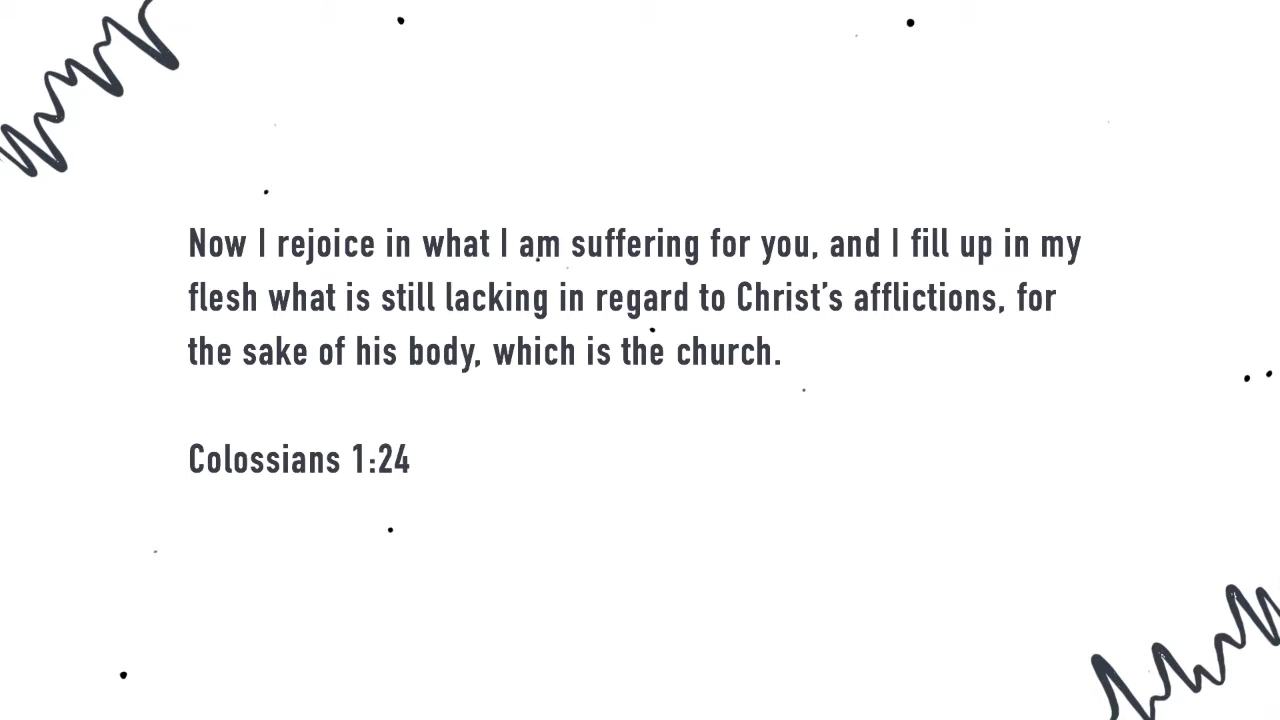 Now I rejoice in what I am suffering for you, and I fill up in my
flesh what is still lacking in regard to Christ’s afflictions, for
the sake of his body, which is the church.
Colossians 1:24